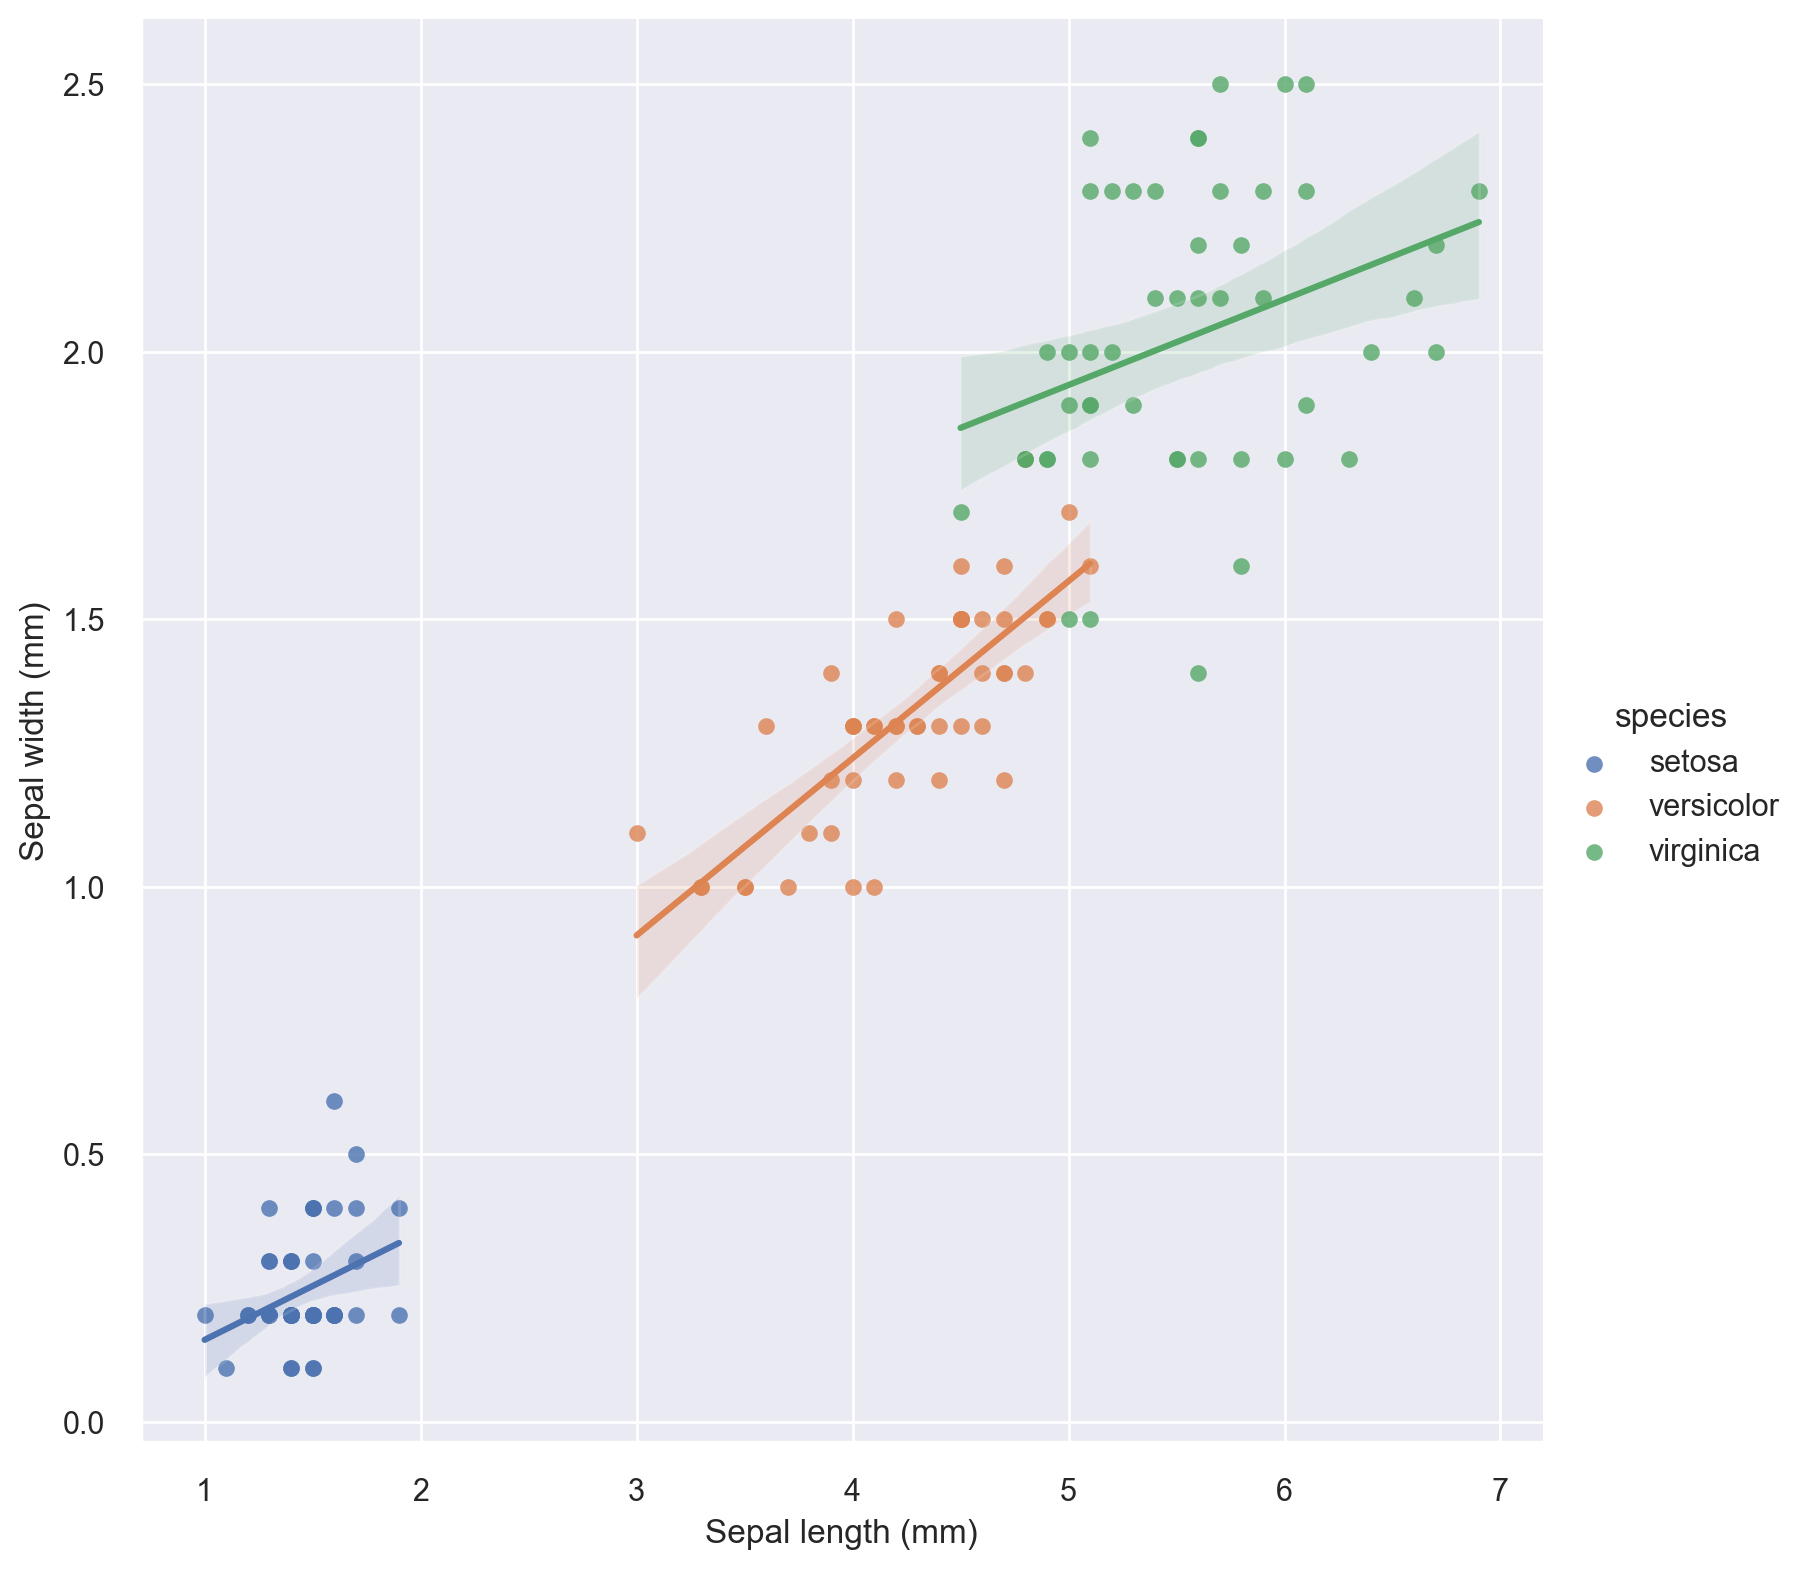 2.5
2.0
1.5
1.0
0.5
0.0
Sepal width (mm)
1 2 3 4 5 6 7
Sepal length (mm)
species
setosa
versicolor
virginica